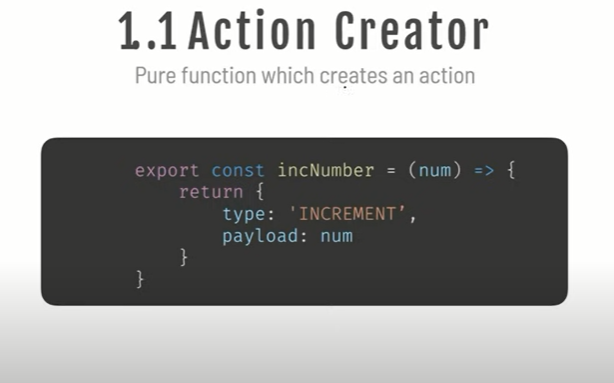 1.1 Action Creator
Pure function which creates an action
export const incNumber = (num) => {
    return {
        type: 'INCREMENT’,
        payload: num
    }
}